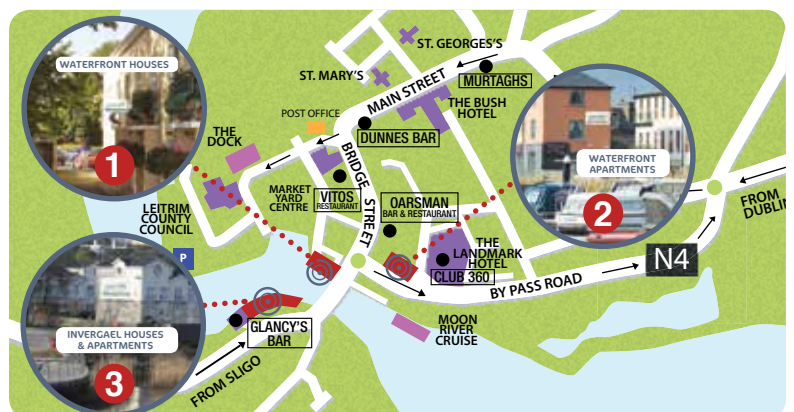 WATERFRONT HOUSES
1
ST. GEORGES'S
ST. MARY'S
MURTAGHS
MAIN STREET
THE BUSH
HOTEL
POST OFFICE
DUNNES BAR
THE
DOCK
BRIDGE STREET
MARKET
YARD
CENTRE
VITOS
RESTAURANT
OARSMAN
BAR & RESTAURANT
LEITRIM
COUNTY
COUNCIL
WATERFRONT
APARTMENTS
2
FROM
DUBLIN
P
THE
LANDMARK
HOTEL
CLUB 360
N4
BY PASS ROAD
INVERGAEL HOUSES
& APARTMENTS
3
GLANCY'S
BAR
MOON
RIVER
CRUISE
FROM SLIGO